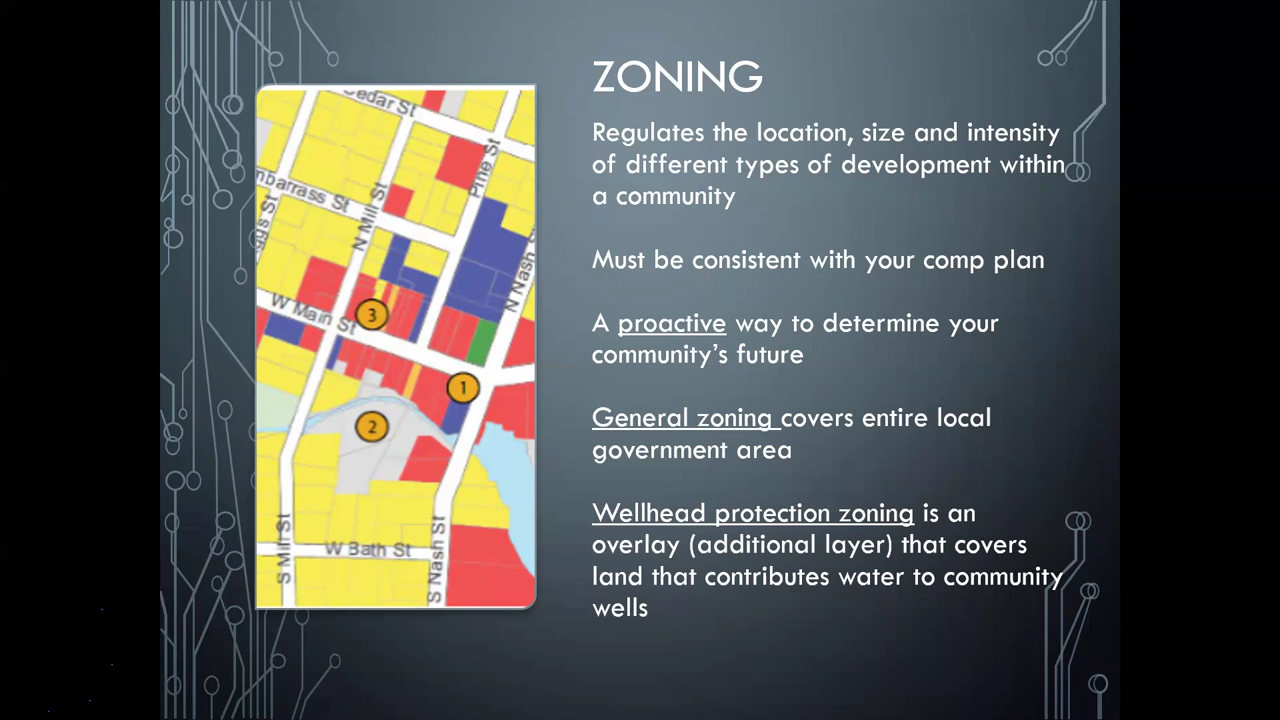 ZONING
Regulates the location, size and intensity
of different types of development within
a community
Must be consistent with your comp plan
A proactive way to determine your
community's future
General zoning covers entire local
government area
Wellhead protection zoning is an
overlay (additional layer) that covers
land that contributes water to community
wells
Cedar St
Pine St
N Mill St
N Nash
W Main St
3
1
2
W Bath St
S Mill St
S Nash St